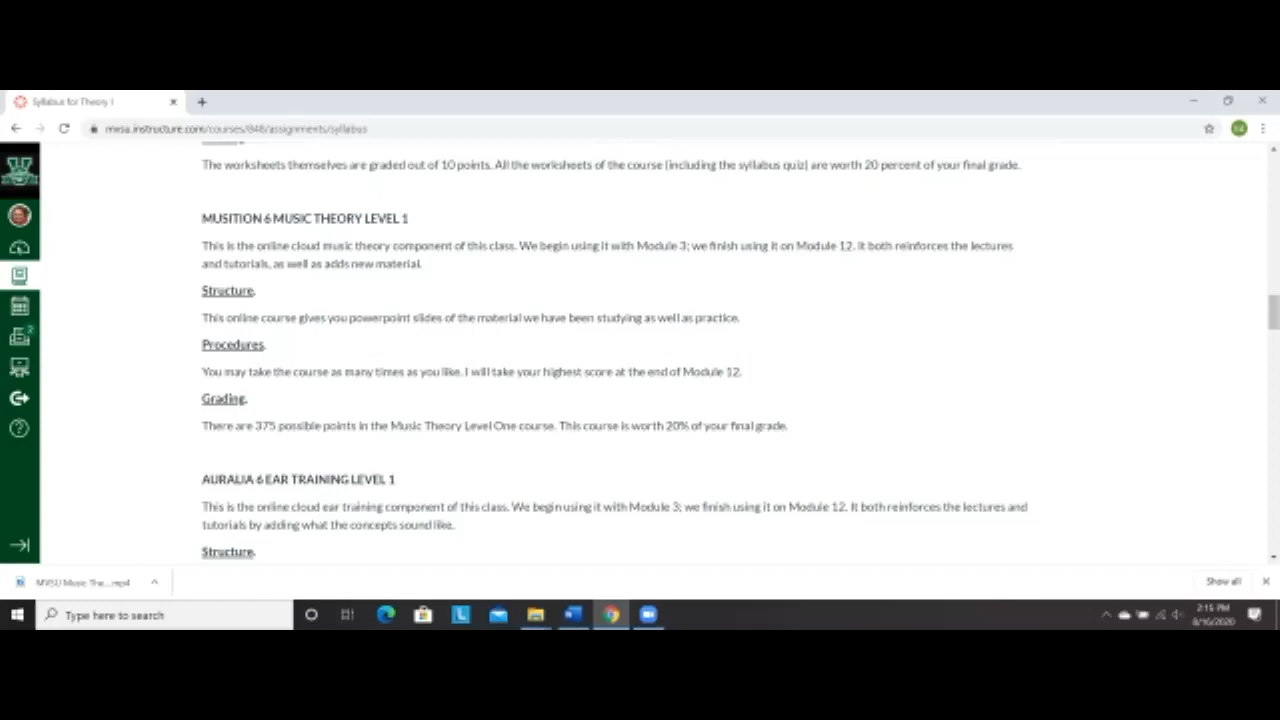 Syllabus for Theory I
mvsu.instructure.com/courses/848/assignments/syllabus
The worksheets themselves are graded out of 10 points. All the worksheets of the course (including the syllabus quiz) are worth 20 percent of your final grade.
MUSITION 6 MUSIC THEORY LEVEL 1
This is the online cloud music theory component of this class. We begin using it with Module 3; we finish using it on Module 12. It both reinforces the lectures
and tutorials, as well as adds new material.
Structure.
This online course gives you powerpoint slides of the material we have been studying as well as practice.
Procedures.
You may take the course as many times as you like. I will take your highest score at the end of Module 12.
Grading.
There are 375 possible points in the Music Theory Level One course. This course is worth 20% of your final grade.
AURALIA 6 EAR TRAINING LEVEL 1
This is the online cloud ear training component of this class. We begin using it with Module 3; we finish using it on Module 12. It both reinforces the lectures and
tutorials by adding what the concepts sound like.
Structure.
2
MVSU Music The....mp4
Show all
Type here to search
2:15 PM
8/16/2020